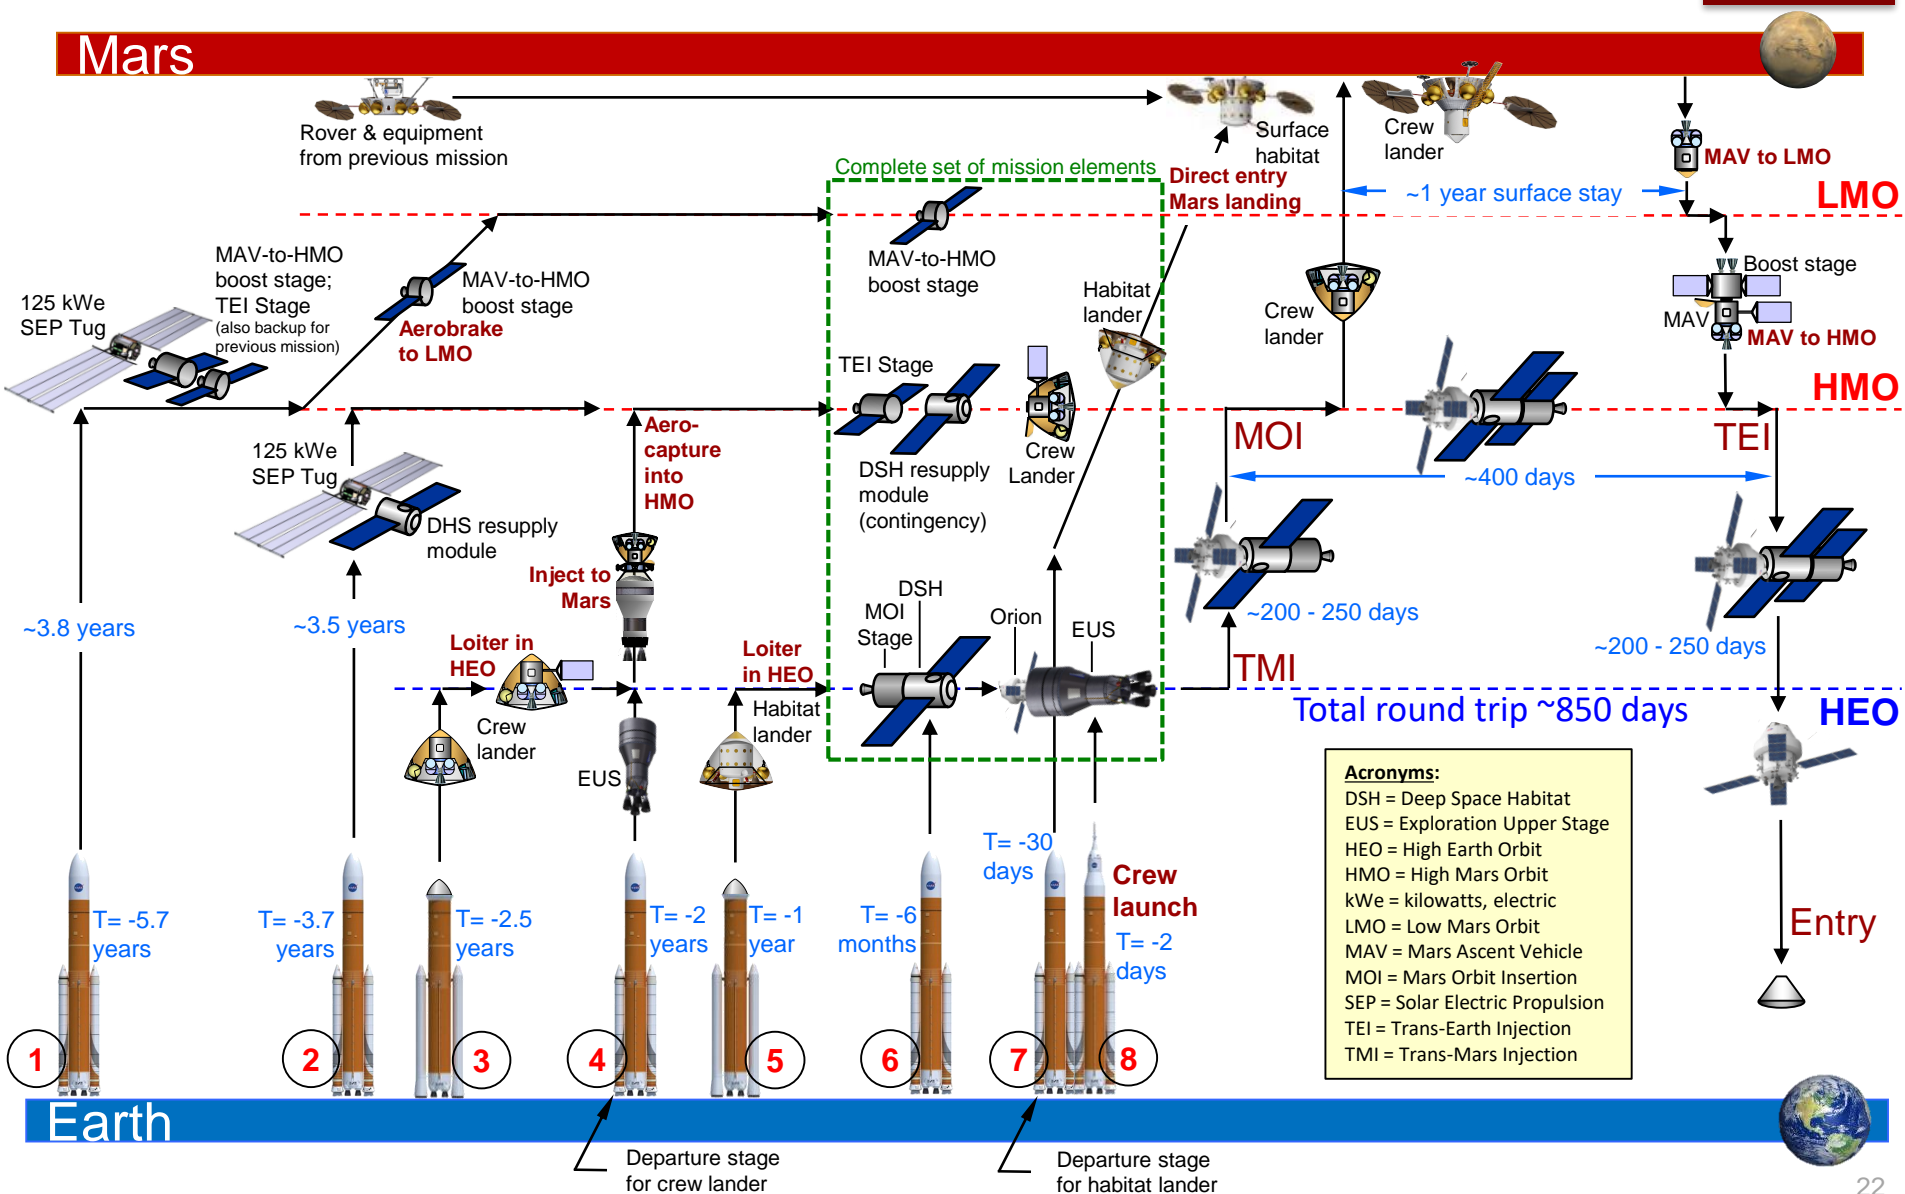 Mars
Rover & equipment
from previous mission
Surface
habitat
Crew
lander
MAV to LMO
Complete set of mission elements
Direct entry
Mars landing
~1 year surface stay
LMO
MAV-to-HMO
boost stage;
TEI Stage
(also backup for
previous mission)
125 kWe
SEP Tug
MAV-to-HMO
boost stage
Aerobrake
to LMO
MAV-to-HMO
boost stage
Habitat
lander
Crew
lander
Boost stage
MAV
MAV to HMO
TEI Stage
HMO
125 kWe
SEP Tug
Aero-
capture
into
HMO
Crew
Lander
DSH resupply
module
(contingency)
MOI
TEI
~400 days
DHS resupply
module
Inject to
Mars
DSH
MOI
Stage
Orion
EUS
~3.8 years
~3.5 years
~200 - 250 days
~200 - 250 days
Loiter in
HEO
Loiter
in HEO
TMI
Crew
lander
Habitat
lander
Total round trip ~850 days
HEO
EUS
Acronyms:
DSH = Deep Space Habitat
EUS = Exploration Upper Stage
HEO = High Earth Orbit
HMO = High Mars Orbit
kWe = kilowatts, electric
LMO = Low Mars Orbit
MAV = Mars Ascent Vehicle
MOI = Mars Orbit Insertion
SEP = Solar Electric Propulsion
TEI = Trans-Earth Injection
TMI = Trans-Mars Injection
T= -5.7
years
T= -3.7
years
T= -2.5
years
T= -2
years
T= -1
year
T= -6
months
T= -30
days
Crew
launch
T= -2
days
Entry
1
2
3
4
5
6
7
8
Earth
Departure stage
for crew lander
Departure stage
for habitat lander
22